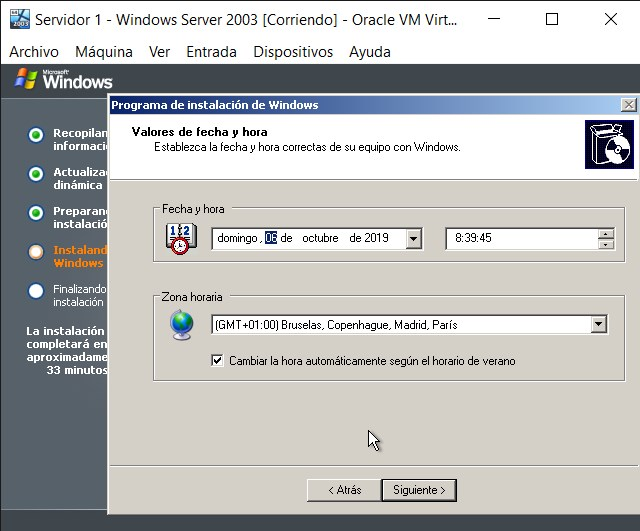 Servidor 1 - Windows Server 2003 [Corriendo] - Oracle VM Virt...
Archivo Máquina Ver Entrada Dispositivos Ayuda
Microsoft
Windows
Programa de instalación de Windows
Valores de fecha y hora
Establezca la fecha y hora correctas de su equipo con Windows.
Recopilan
informaci
Actualiza
dinámica
Preparan
instalació
Instaland
Windows
Finalizando
instalación
La instalación
completará en
aproximadame
33 minutos
Fecha y hora
domingo , 06 de octubre de 2019
8:39:45
Zona horaria
(GMT+01:00) Bruselas, Copenhague, Madrid, París
Cambiar la hora automáticamente según el horario de verano
< Atrás
Siguiente >